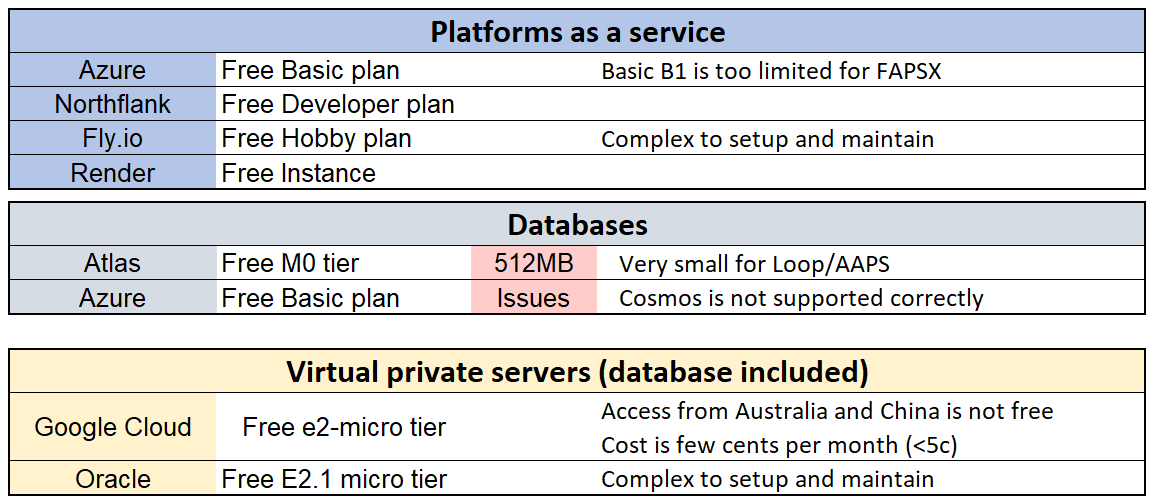 Platforms as a service
Azure Free Basic plan Basic B1 is too limited for FAPSX
Northflank Free Developer plan
Fly.io Free Hobby plan Complex to setup and maintain
Render Free Instance
Databases
Atlas Free M0 tier 512MB Very small for Loop/AAPS
Azure Free Basic plan Issues Cosmos is not supported correctly
Virtual private servers (database included)
Google Cloud Free e2-micro tier Access from Australia and China is not free
Cost is few cents per month (<5c)
Oracle Free E2.1 micro tier Complex to setup and maintain